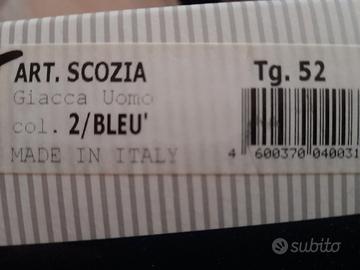 ART. SCOZIA
Tg. 52
Giacca Uomo
col. 2/BLEU'
MADE IN ITALY
4 600370 040031
subito